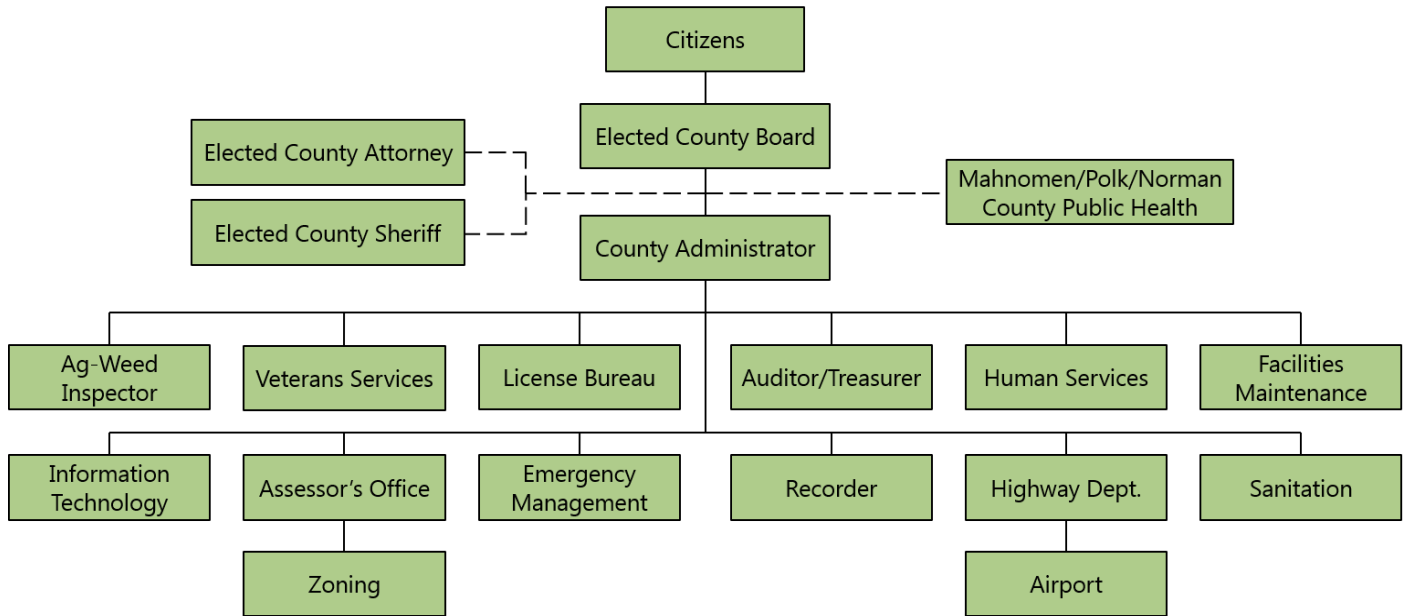 Citizens
Elected County Board
Elected County Attorney
Elected County Sheriff
Mahnomen/Polk/Norman
County Public Health
County Administrator
Ag-Weed
Inspector
Veterans Services
License Bureau
Auditor/Treasurer
Human Services
Facilities
Maintenance
Information
Technology
Assessor’s Office
Emergency
Management
Recorder
Highway Dept.
Sanitation
Zoning
Airport